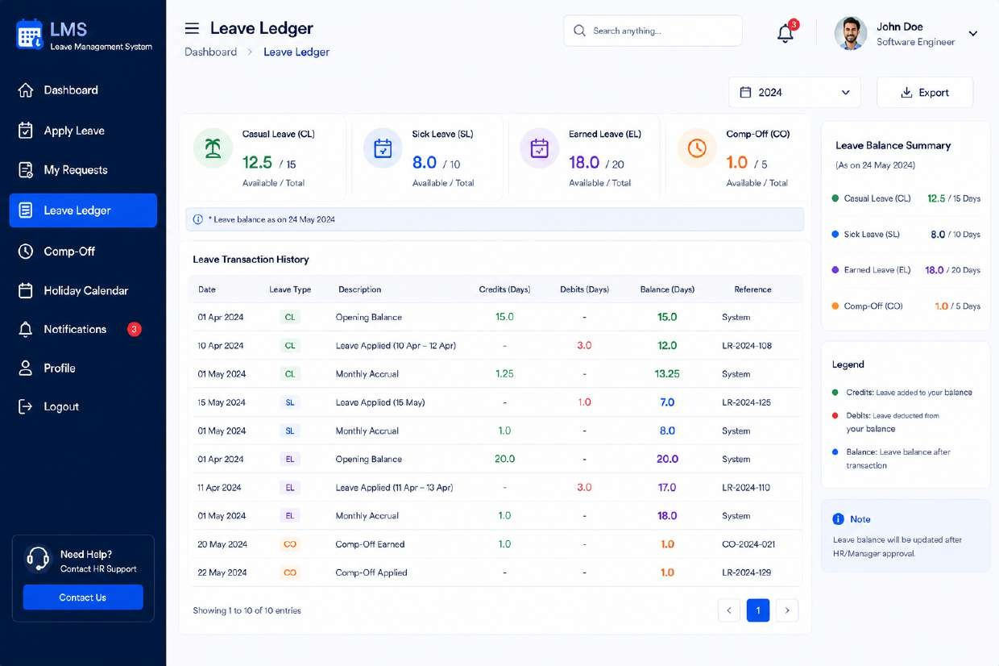 LMS
Leave Management System
Dashboard
Apply Leave
My Requests
Leave Ledger
Comp-Off
Holiday Calendar
Notifications 3
Profile
Logout
Need Help?
Contact HR Support
Contact Us
Leave Ledger
Dashboard > Leave Ledger
Search anything...
3
John Doe
Software Engineer
2024
Export
Casual Leave (CL)
12.5 / 15
Available / Total
Sick Leave (SL)
8.0 / 10
Available / Total
Earned Leave (EL)
18.0 / 20
Available / Total
Comp-Off (CO)
1.0 / 5
Available / Total
* Leave balance as on 24 May 2024
Leave Transaction History
Date Leave Type Description Credits (Days) Debits (Days) Balance (Days) Reference
01 Apr 2024 CL Opening Balance 15.0 - 15.0 System
10 Apr 2024 CL Leave Applied (10 Apr – 12 Apr) - 3.0 12.0 LR-2024-108
01 May 2024 CL Monthly Accrual 1.25 - 13.25 System
15 May 2024 SL Leave Applied (15 May) - 1.0 7.0 LR-2024-125
01 May 2024 SL Monthly Accrual 1.0 - 8.0 System
01 Apr 2024 EL Opening Balance 20.0 - 20.0 System
11 Apr 2024 EL Leave Applied (11 Apr – 13 Apr) - 3.0 17.0 LR-2024-110
01 May 2024 EL Monthly Accrual 1.0 - 18.0 System
20 May 2024 CO Comp-Off Earned 1.0 - 1.0 CO-2024-021
22 May 2024 CO Comp-Off Applied - - 1.0 LR-2024-129
Showing 1 to 10 of 10 entries
< 1 >
Leave Balance Summary
(As on 24 May 2024)
Casual Leave (CL) 12.5 / 15 Days
Sick Leave (SL) 8.0 / 10 Days
Earned Leave (EL) 18.0 / 20 Days
Comp-Off (CO) 1.0 / 5 Days
Legend
Credits: Leave added to your balance
Debits: Leave deducted from
your balance
Balance: Leave balance after
transaction
Note
Leave balance will be updated after
HR/Manager approval.